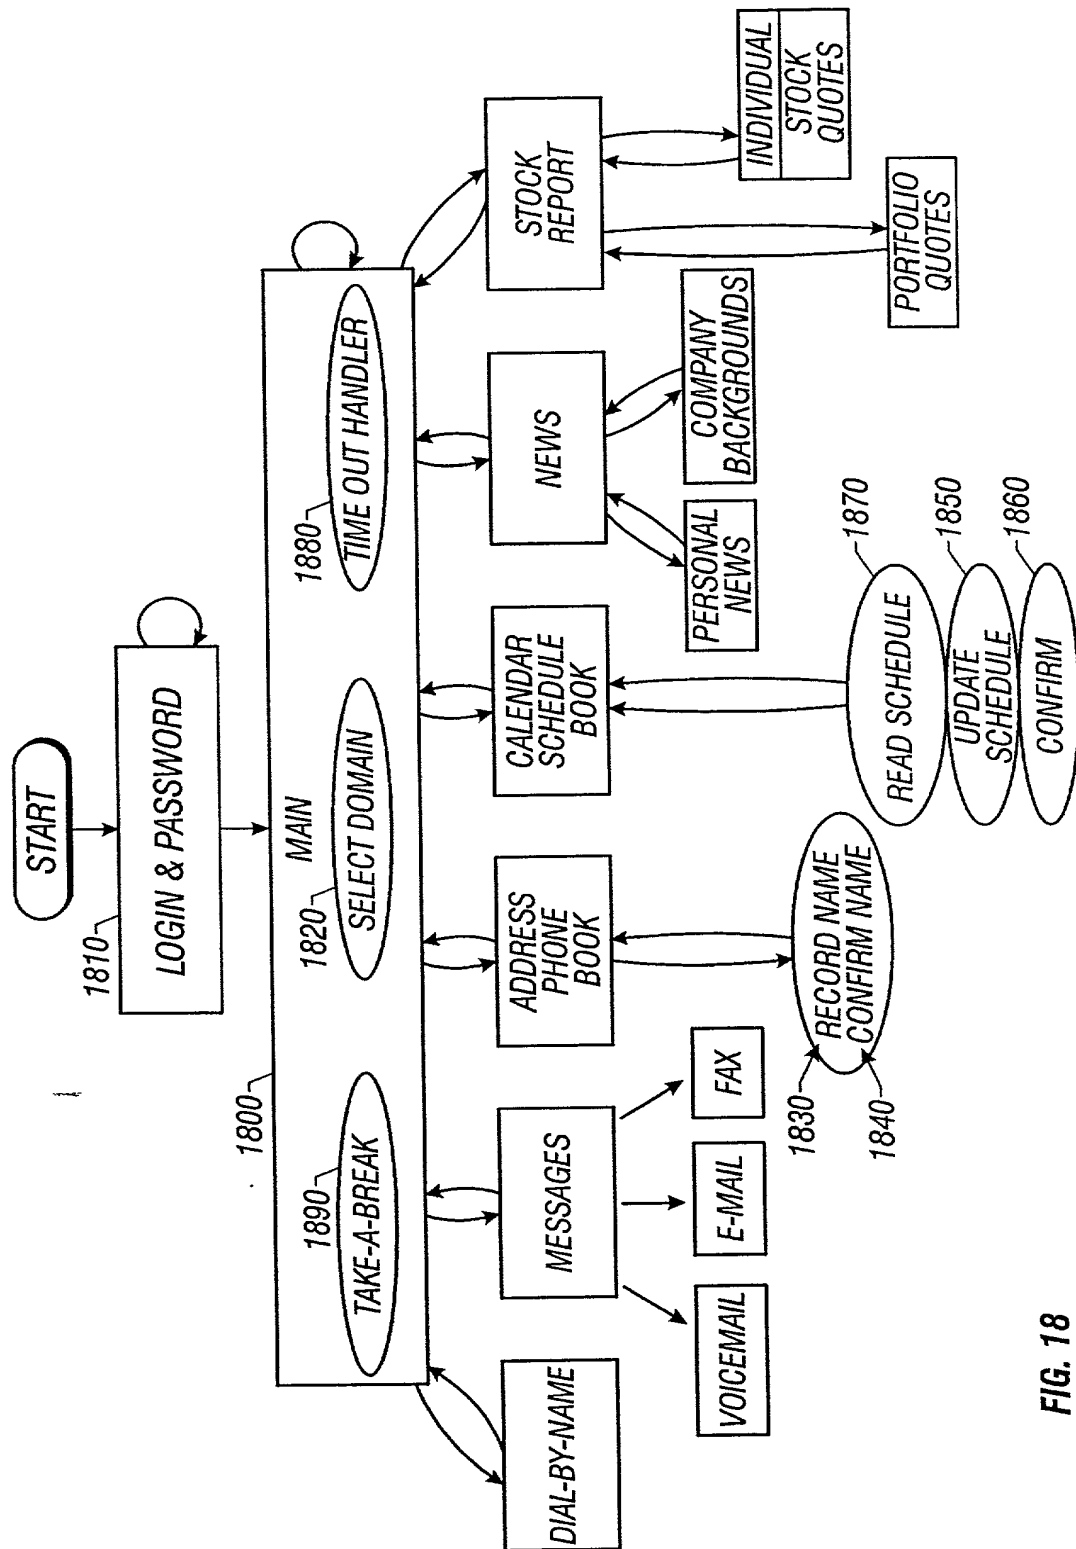 START
1810
LOGIN & PASSWORD
1800
MAIN
1890
TAKE-A-BREAK
1820
SELECT DOMAIN
1880
TIME OUT HANDLER
DIAL-BY-NAME
MESSAGES
ADDRESS
PHONE
BOOK
CALENDAR
SCHEDULE
BOOK
NEWS
STOCK
REPORT
VOICEMAIL
E-MAIL
FAX
1830
RECORD NAME
1840
CONFIRM NAME
READ SCHEDULE
1870
UPDATE
SCHEDULE
1850
CONFIRM
1860
PERSONAL
NEWS
COMPANY
BACKGROUNDS
PORTFOLIO
QUOTES
INDIVIDUAL
STOCK
QUOTES
FIG. 18